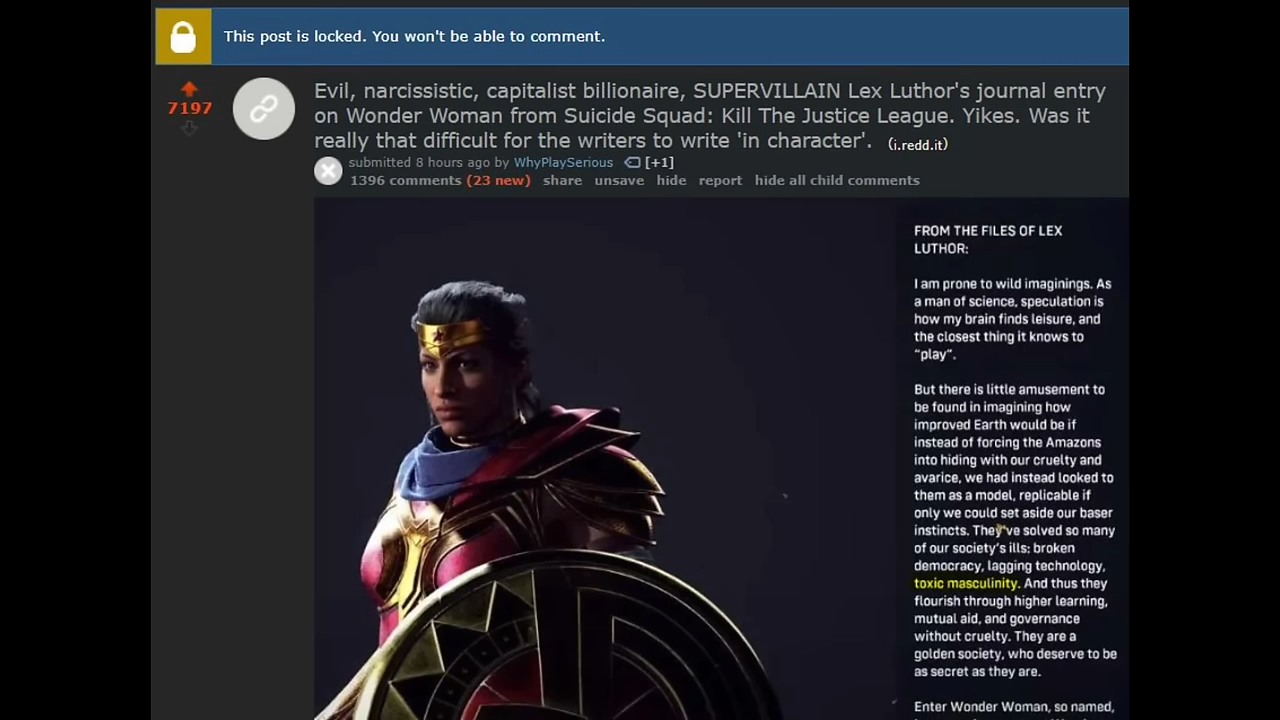 This post is locked. You won't be able to comment.
7197
Evil, narcissistic, capitalist billionaire, SUPERVILLAIN Lex Luthor's journal entry
on Wonder Woman from Suicide Squad: Kill The Justice League. Yikes. Was it
really that difficult for the writers to write 'in character'. (i.redd.it)
submitted 8 hours ago by WhyPlaySerious [+1]
1396 comments (23 new) share unsave hide report hide all child comments
FROM THE FILES OF LEX
LUTHOR:
I am prone to wild imaginings. As
a man of science, speculation is
how my brain finds leisure, and
the closest thing it knows to
“play”.
But there is little amusement to
be found in imagining how
improved Earth would be if
instead of forcing the Amazons
into hiding with our cruelty and
avarice, we had instead looked to
them as a model, replicable if
only we could set aside our baser
instincts. They've solved so many
of our society's ills: broken
democracy, lagging technology,
toxic masculinity. And thus they
flourish through higher learning,
mutual aid, and governance
without cruelty. They are a
golden society, who deserve to be
as secret as they are.
Enter Wonder Woman, so named,